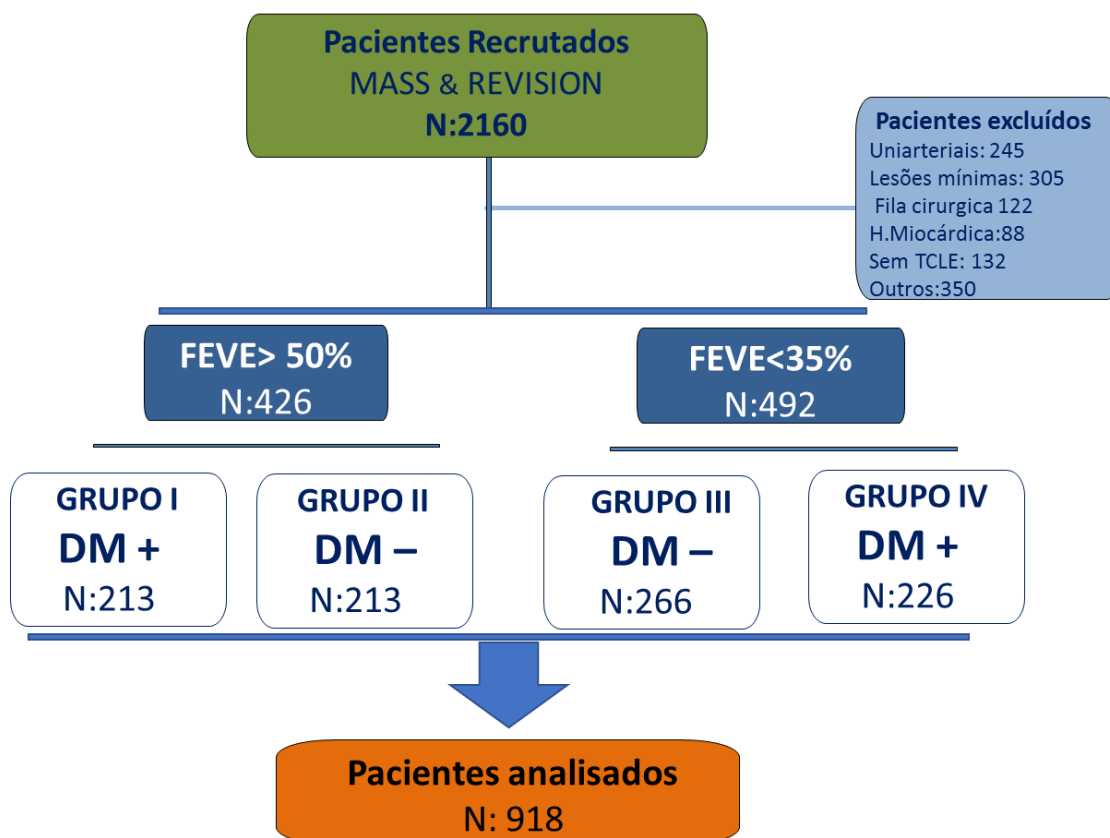 Pacientes Recrutados
MASS & REVISION
N:2160
Pacientes excluídos
Uniarteriais: 245
Lesões mínimas: 305
Fila cirurgica 122
H.Miocárdica:88
Sem TCLE: 132
Outros:350
FEVE> 50%
N:426
FEVE<35%
N:492
GRUPO I
DM +
N:213
GRUPO II
DM –
N:213
GRUPO III
DM –
N:266
GRUPO IV
DM +
N:226
Pacientes analisados
N: 918